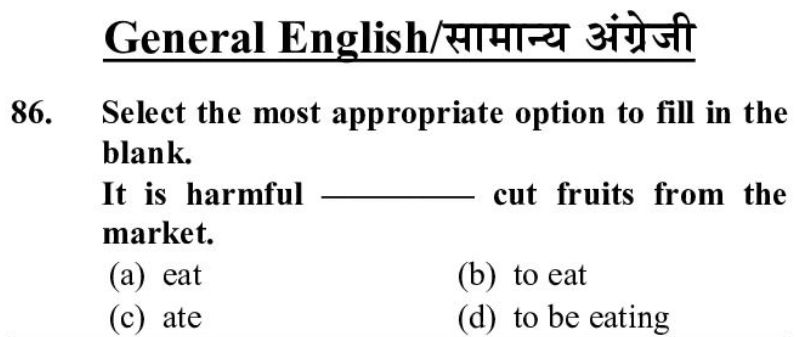 General English/सामान्य अंग्रेजी
86. Select the most appropriate option to fill in the
blank.
It is harmful __________ cut fruits from the
market.
(a) eat (b) to eat
(c) ate (d) to be eating